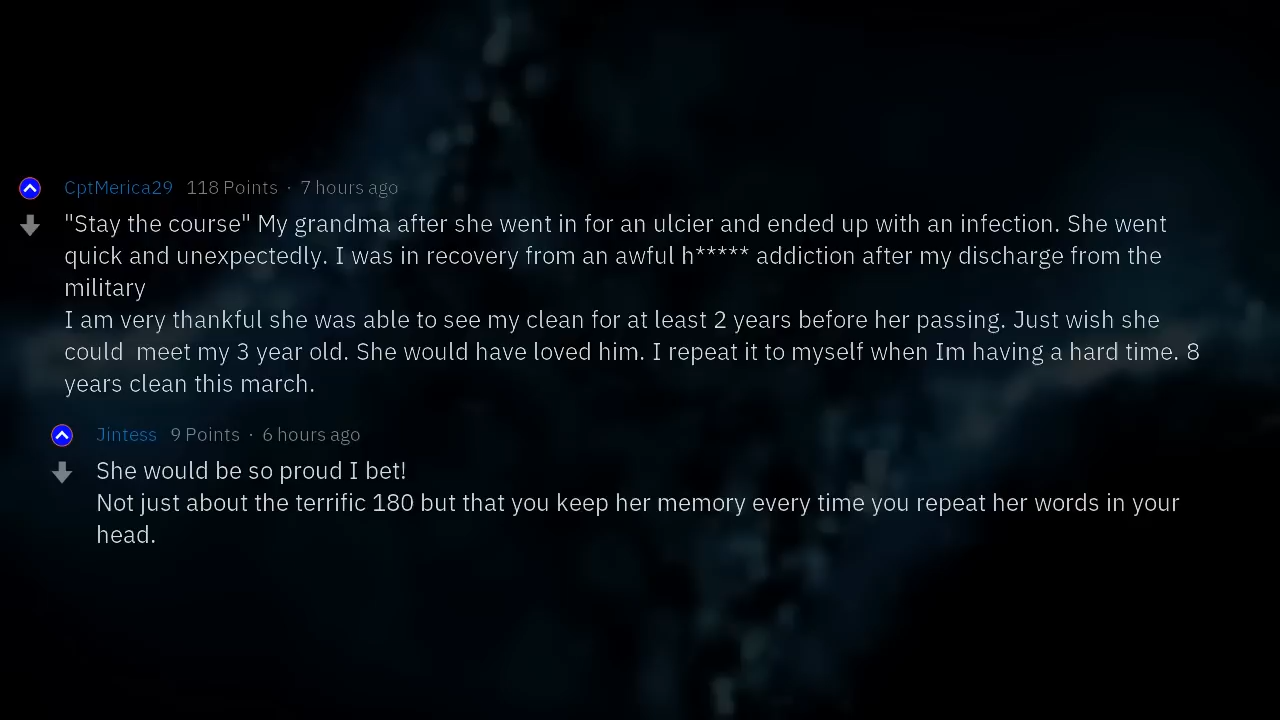 CptMerica29 118 Points · 7 hours ago
"Stay the course" My grandma after she went in for an ulcier and ended up with an infection. She went
quick and unexpectedly. I was in recovery from an awful h***** addiction after my discharge from the
military
I am very thankful she was able to see my clean for at least 2 years before her passing. Just wish she
could  meet my 3 year old. She would have loved him. I repeat it to myself when Im having a hard time. 8
years clean this march.
Jintess 9 Points · 6 hours ago
She would be so proud I bet!
Not just about the terrific 180 but that you keep her memory every time you repeat her words in your
head.